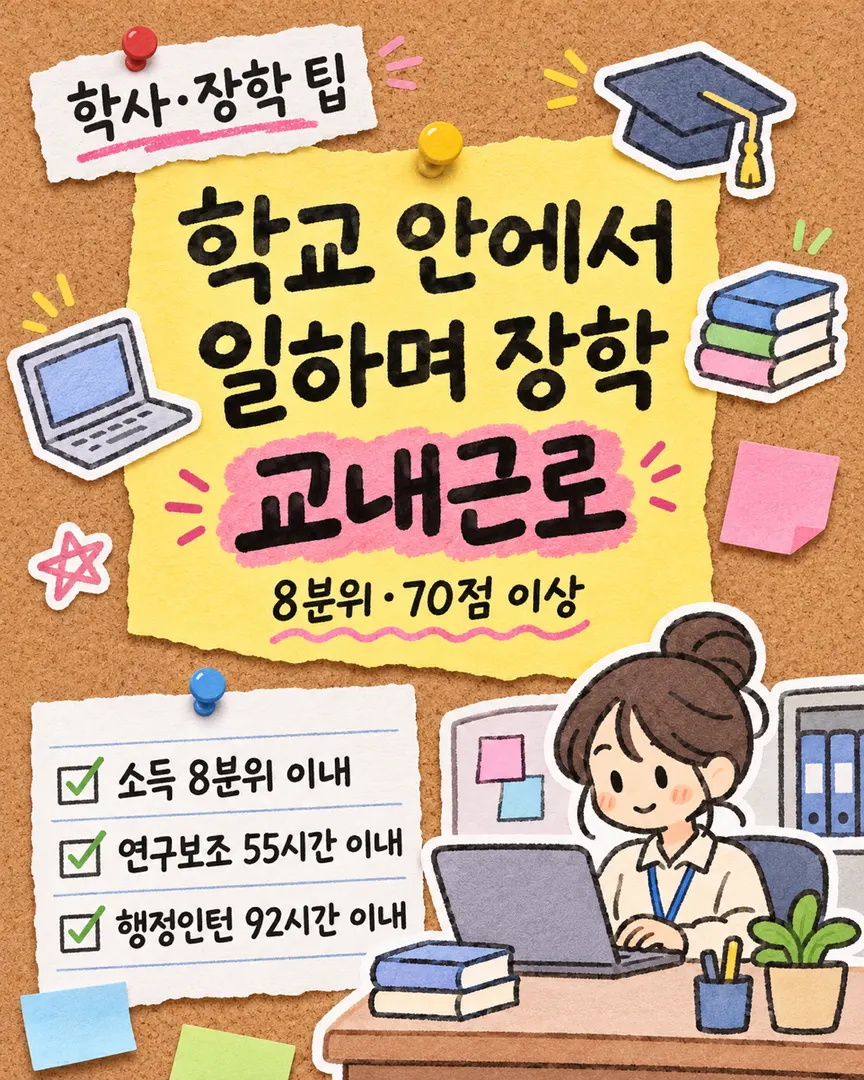 학사·장학 팁
학교 안에서
일하며 장학
교내근로
8분위·70점 이상
소득 8분위 이내
연구보조 55시간 이내
행정인턴 92시간 이내